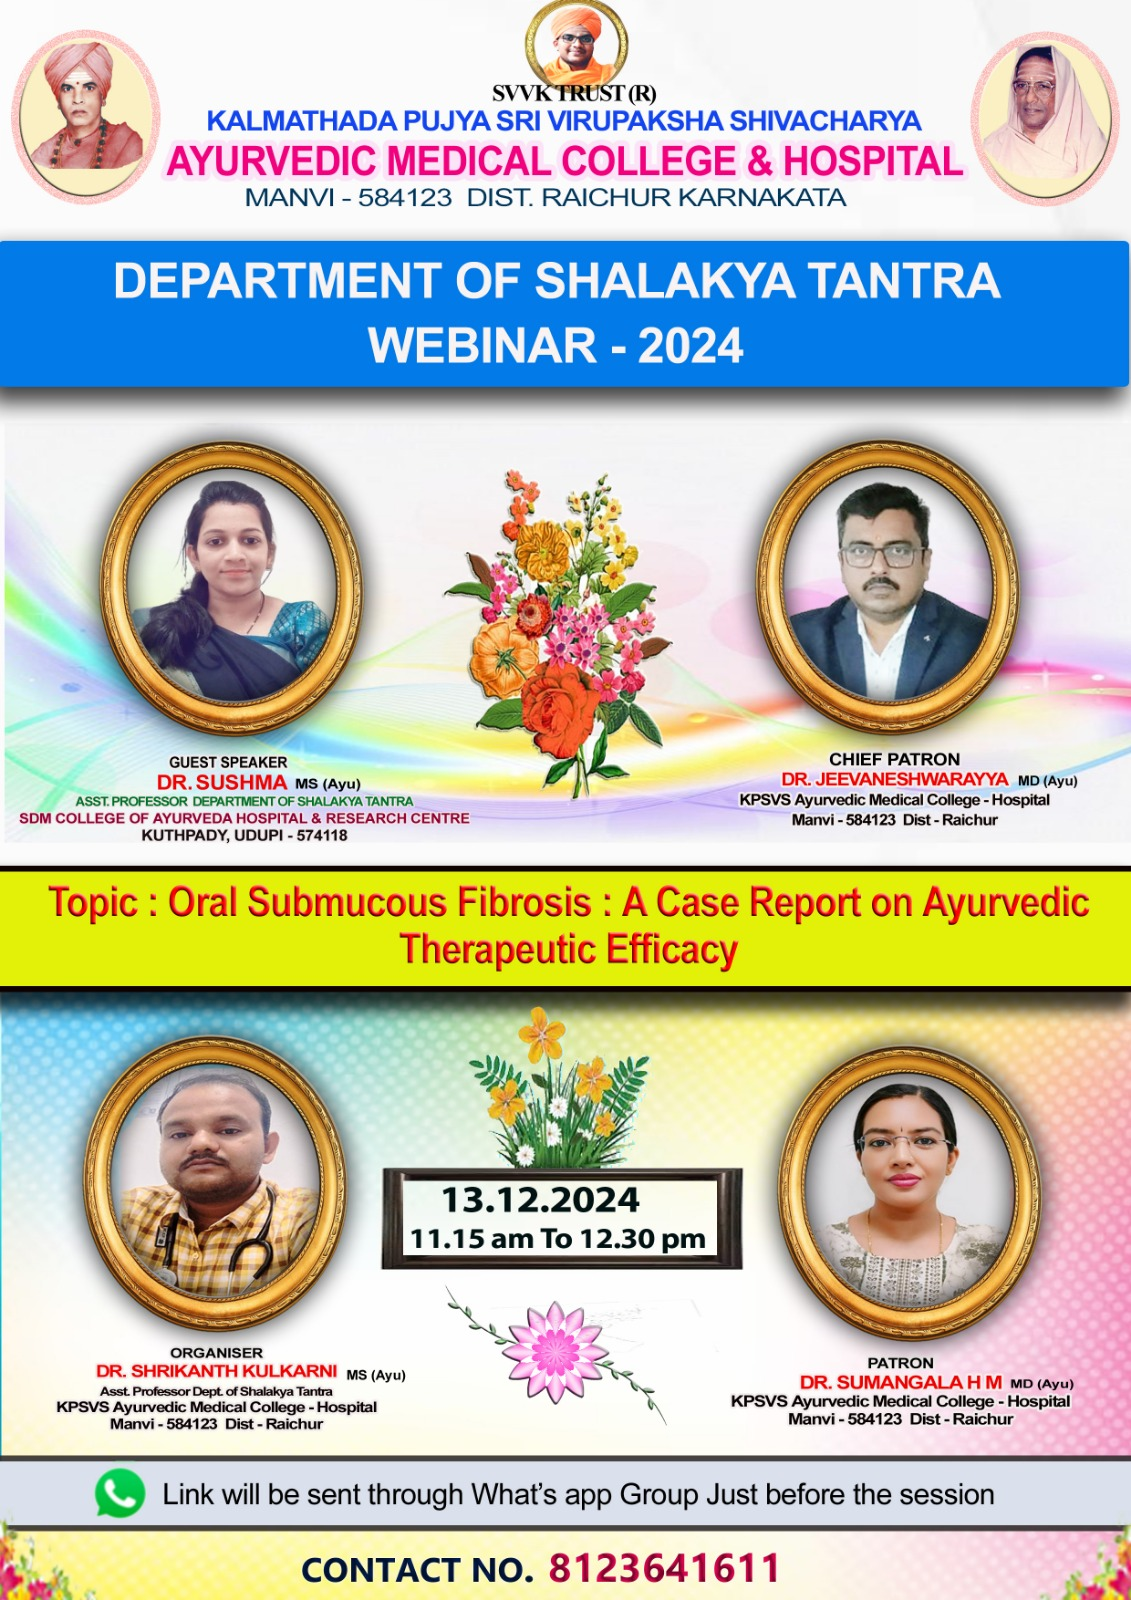 SVVK TRUST (R)
KALMATHADA PUJYA SRI VIRUPAKSHA SHIVACHARYA
AYURVEDIC MEDICAL COLLEGE & HOSPITAL
MANVI - 584123 DIST. RAICHUR KARNAKATA
DEPARTMENT OF SHALAKYA TANTRA
WEBINAR - 2024
GUEST SPEAKER
DR. SUSHMA MS (Ayu)
ASST. PROFESSOR DEPARTMENT OF SHALAKYA TANTRA
SDM COLLEGE OF AYURVEDA HOSPITAL & RESEARCH CENTRE
KUTHPADY, UDUPI - 574118
CHIEF PATRON
DR. JEEVANESHWARAYYA MD (Ayu)
KPSVS Ayurvedic Medical College - Hospital
Manvi - 584123 Dist - Raichur
Topic : Oral Submucous Fibrosis : A Case Report on Ayurvedic
Therapeutic Efficacy
13.12.2024
11.15 am To 12.30 pm
ORGANISER
DR. SHRIKANTH KULKARNI MS (Ayu)
Asst. Professor Dept. of Shalakya Tantra
KPSVS Ayurvedic Medical College - Hospital
Manvi - 584123 Dist - Raichur
PATRON
DR. SUMANGALA H M MD (Ayu)
KPSVS Ayurvedic Medical College - Hospital
Manvi - 584123 Dist - Raichur
Link will be sent through What's app Group Just before the session
CONTACT NO. 8123641611